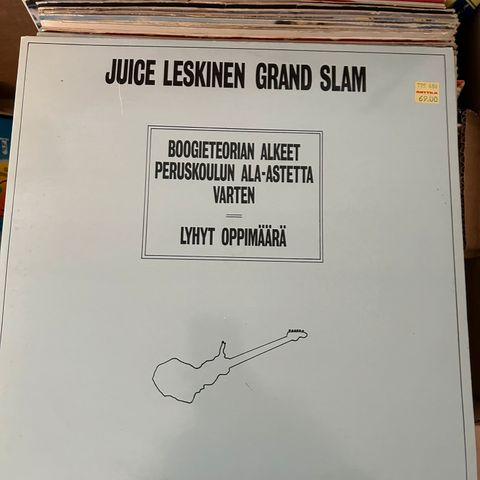 JUICE LESKINEN GRAND SLAM
BOOGIETEORIAN ALKEET
PERUSKOULUN ALA-ASTETTA
VARTEN
LYHYT OPPIMÄÄRÄ
69.00